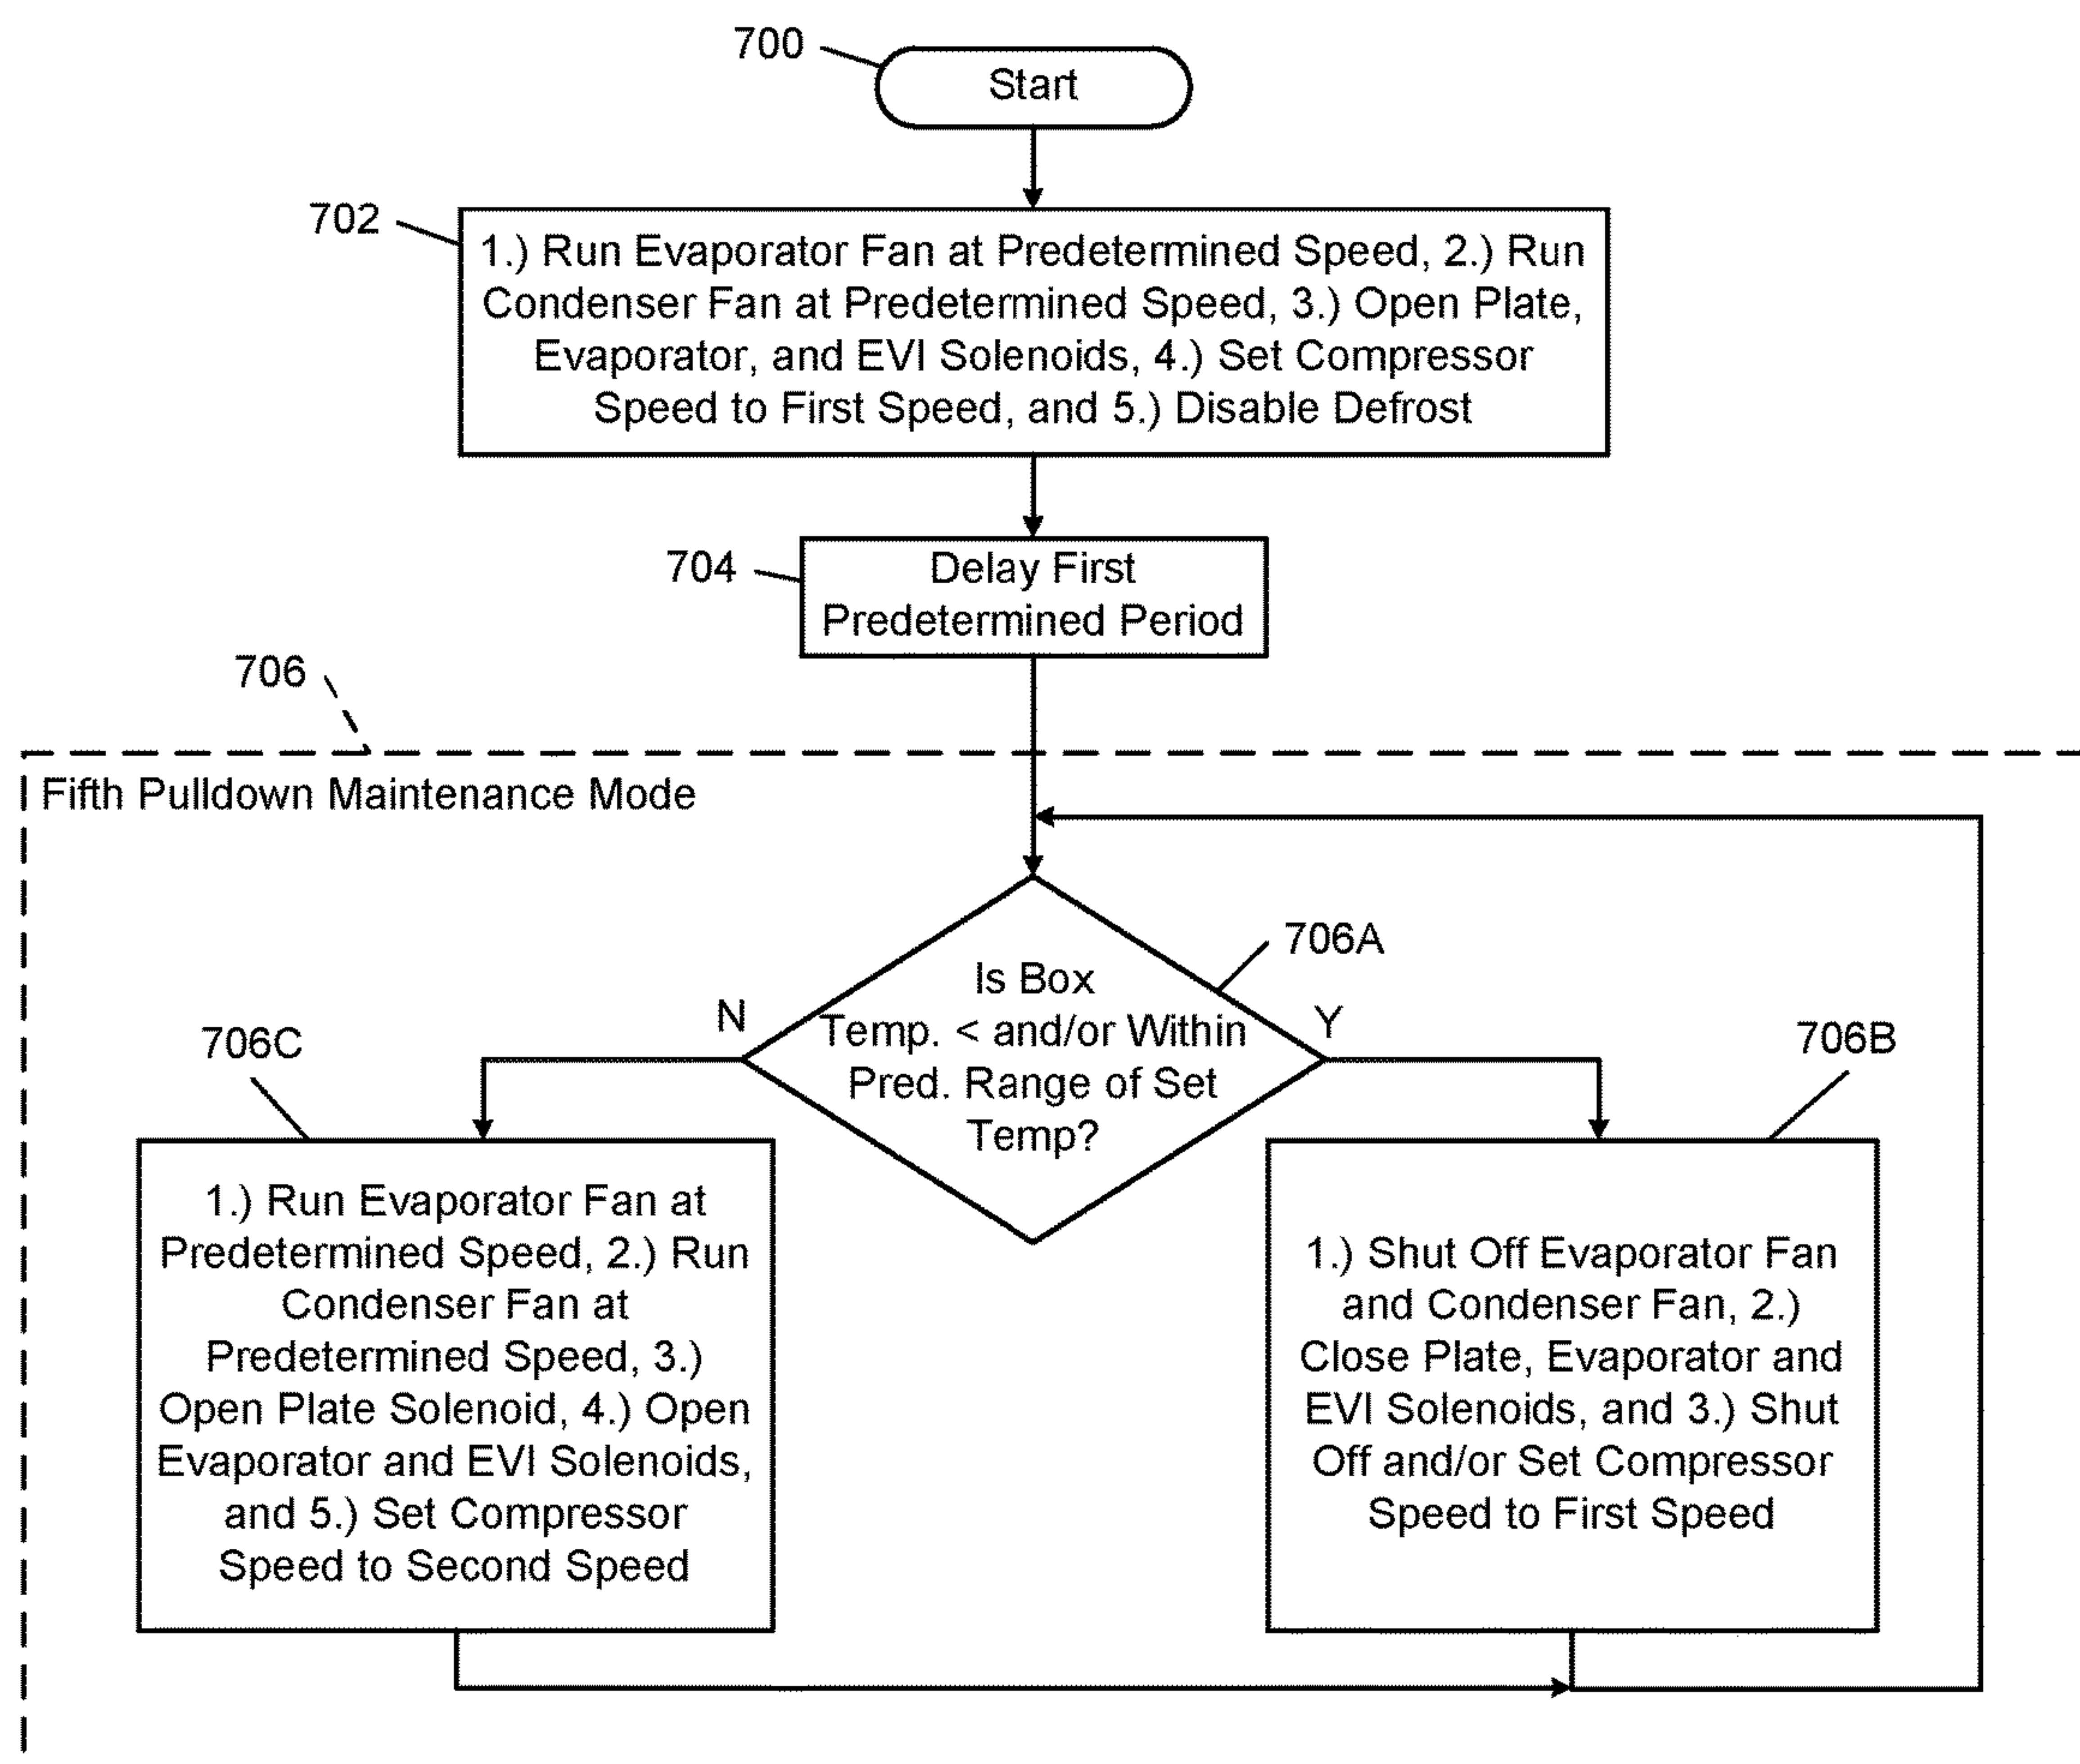 700
Start
702
1.) Run Evaporator Fan at Predetermined Speed, 2.) Run
Condenser Fan at Predetermined Speed, 3.) Open Plate,
Evaporator, and EVI Solenoids, 4.) Set Compressor
Speed to First Speed, and 5.) Disable Defrost
704
Delay First
Predetermined Period
706
Fifth Pulldown Maintenance Mode
706A
Is Box
Temp. < and/or Within
Pred. Range of Set
Temp?
N
Y
706C
1.) Run Evaporator Fan at
Predetermined Speed, 2.) Run
Condenser Fan at
Predetermined Speed, 3.)
Open Plate Solenoid, 4.) Open
Evaporator and EVI Solenoids,
and 5.) Set Compressor
Speed to Second Speed
706B
1.) Shut Off Evaporator Fan
and Condenser Fan, 2.)
Close Plate, Evaporator and
EVI Solenoids, and 3.) Shut
Off and/or Set Compressor
Speed to First Speed